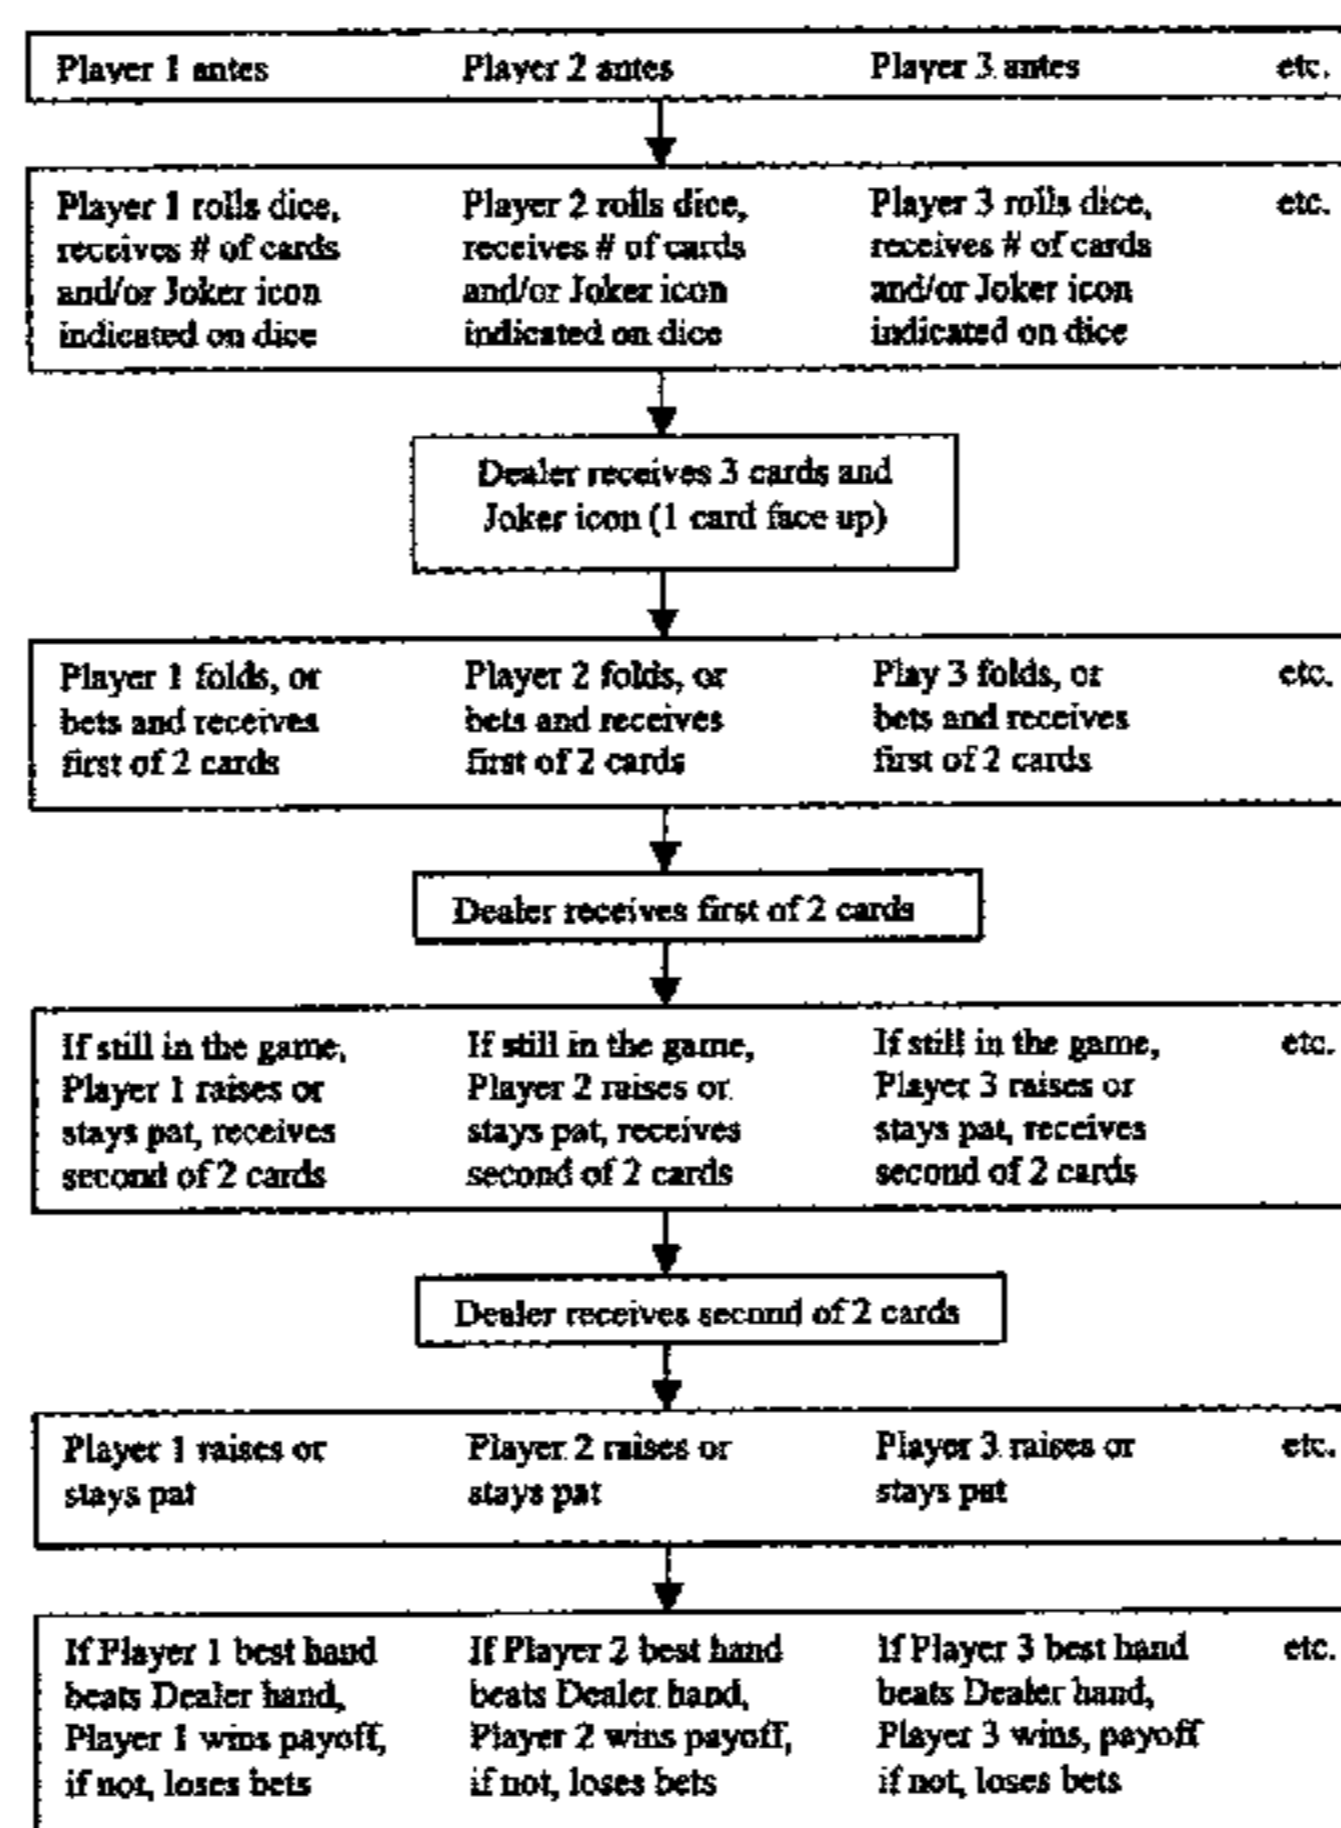 Player 1 antes Player 2 antes Player 3 antes etc.
Player 1 rolls dice, Player 2 rolls dice, Player 3 rolls dice, etc.
receives # of cards receives # of cards receives # of cards
and/or Joker icon and/or Joker icon and/or Joker icon
indicated on dice indicated on dice indicated on dice
Dealer receives 3 cards and
Joker icon (1 card face up)
Player 1 folds, or Player 2 folds, or Play 3 folds, or etc.
bets and receives bets and receives bets and receives
first of 2 cards first of 2 cards first of 2 cards
Dealer receives first of 2 cards
If still in the game, If still in the game, If still in the game, etc.
Player 1 raises or Player 2 raises or Player 3 raises or
stays pat, receives stays pat, receives stays pat, receives
second of 2 cards second of 2 cards second of 2 cards
Dealer receives second of 2 cards
Player 1 raises or Player 2 raises or Player 3 raises or etc.
stays pat stays pat stays pat
If Player 1 best hand If Player 2 best hand If Player 3 best hand etc.
beats Dealer hand, beats Dealer hand, beats Dealer hand,
Player 1 wins payoff, Player 2 wins payoff, Player 3 wins, payoff
if not, loses bets if not, loses bets if not, loses bets